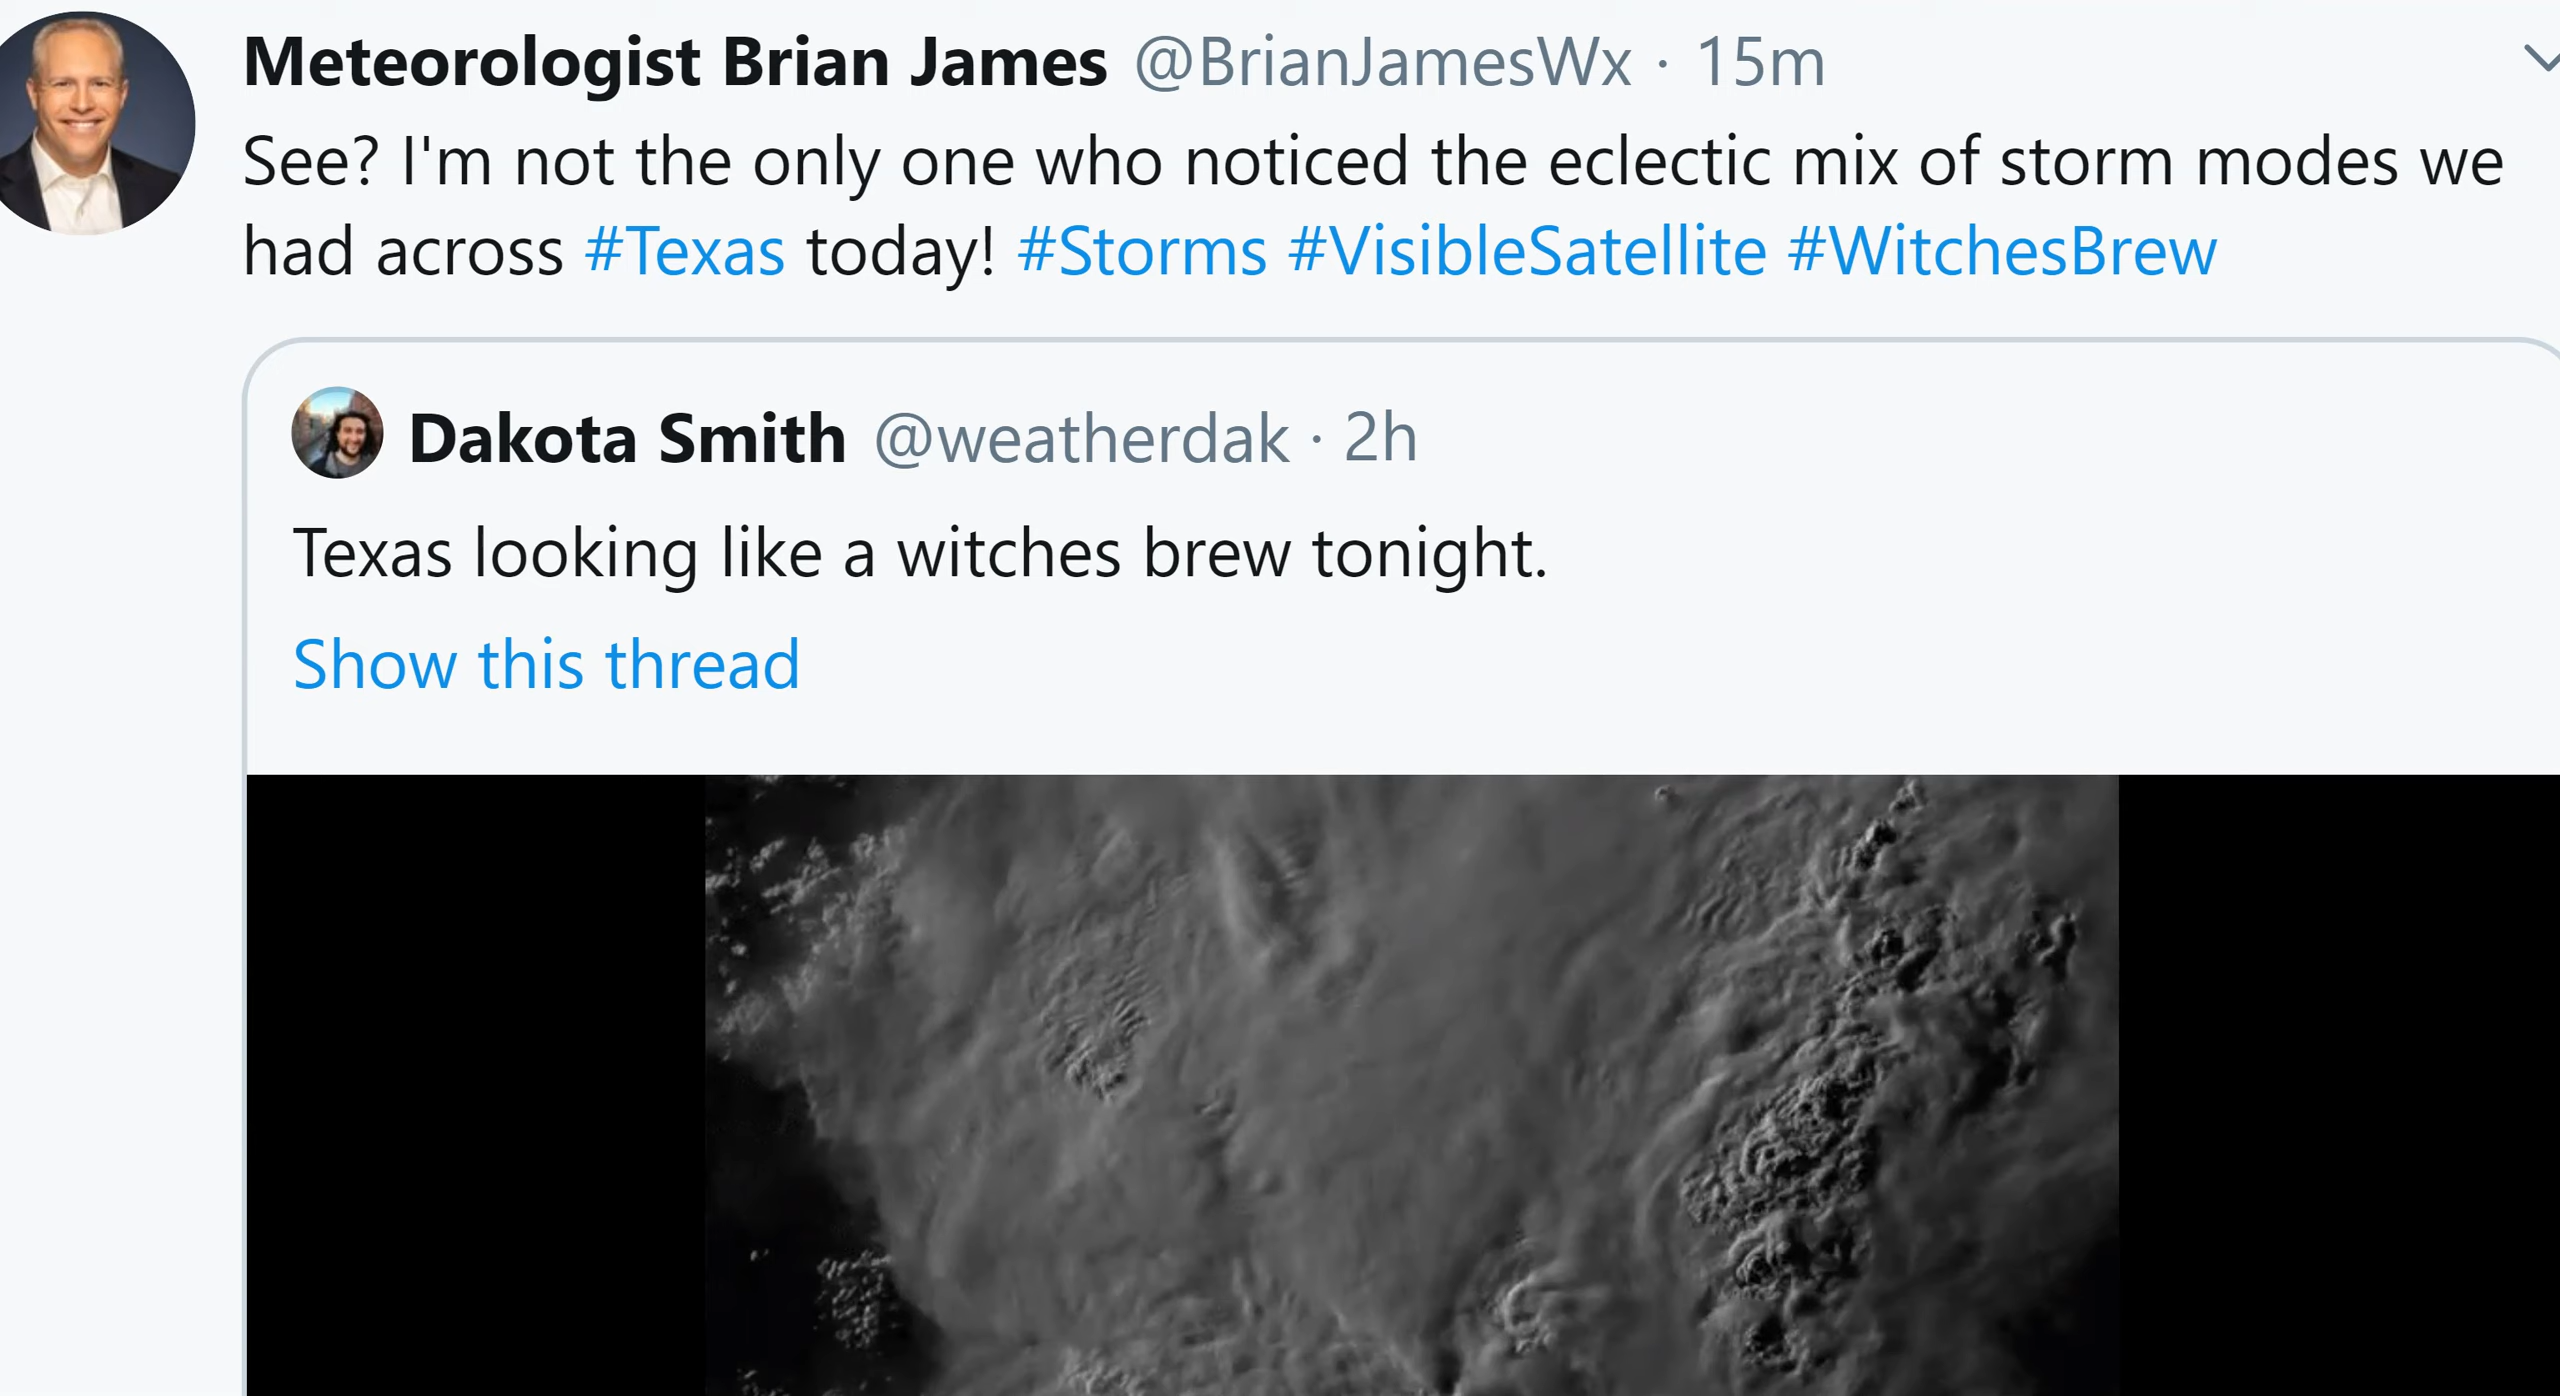 Meteorologist Brian James @BrianJamesWx · 15m
See? I'm not the only one who noticed the eclectic mix of storm modes we
had across #Texas today! #Storms #VisibleSatellite #WitchesBrew
Dakota Smith @weatherdak · 2h
Texas looking like a witches brew tonight.
Show this thread